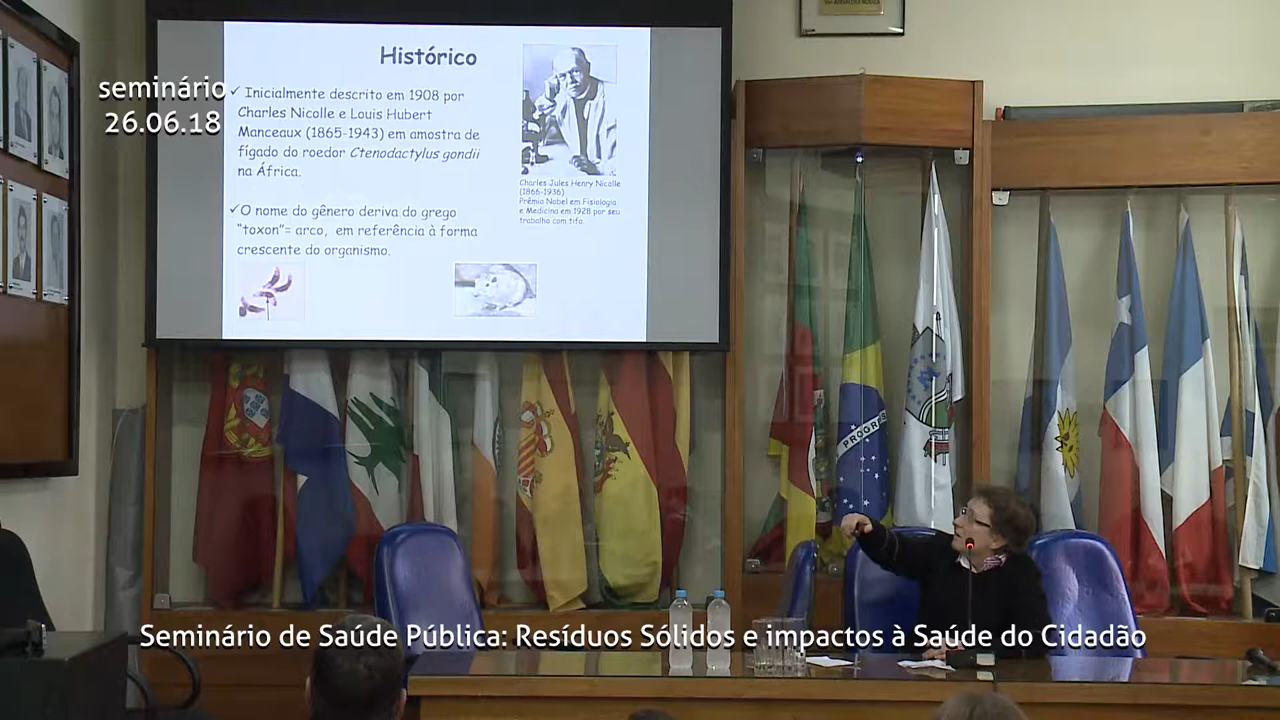 Histórico
✓ Inicialmente descrito em 1908 por
Charles Nicolle e Louis Hubert
Manceaux (1865-1943) em amostra de
fígado do roedor Ctenodactylus gondii
na África.
✓ O nome do gênero deriva do grego
"toxon"= arco, em referência à forma
crescente do organismo.
Charles Jules Henry Nicolle
(1866-1936)
Prêmio Nobel em Fisiologia
e Medicina em 1928 por seu
trabalho com tifo.
seminário
26.06.18
PROGRES
Seminário de Saúde Pública: Resíduos Sólidos e impactos à Saúde do Cidadão